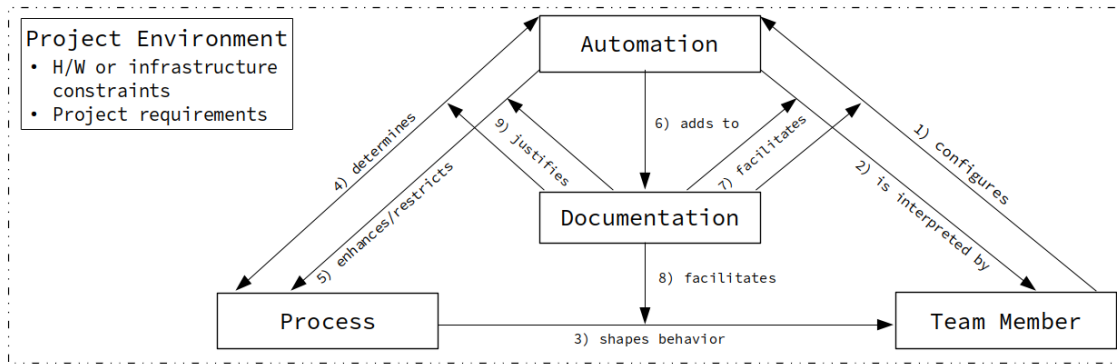 Project Environment
• H/W or infrastructure
constraints
• Project requirements
Automation
4) determines
9) justifies
6) adds to
7) facilitates
1) configures
2) is interpreted by
5) enhances/restricts
Documentation
8) facilitates
Process
3) shapes behavior
Team Member